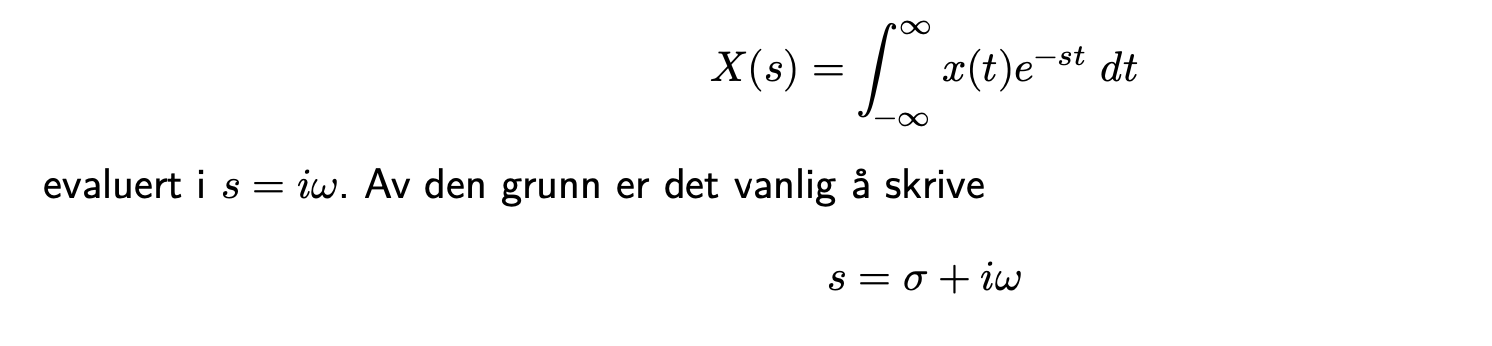 X(s) = ∫_{-∞}^{∞} x(t)e^{-st} dt
evaluert i s = iω. Av den grunn er det vanlig å skrive
s = σ + iω